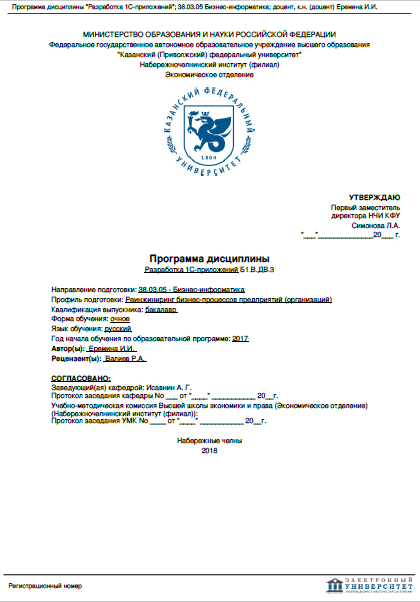 Программа дисциплины "Разработка 1С-приложений"; 38.03.05 Бизнес-информатика; доцент, к.н. (доцент) Еремина И.И.
МИНИСТЕРСТВО ОБРАЗОВАНИЯ И НАУКИ РОССИЙСКОЙ ФЕДЕРАЦИИ
Федеральное государственное автономное образовательное учреждение высшего образования
"Казанский (Приволжский) федеральный университет"
Набережночелнинский институт (филиал)
Экономическое отделение
КАЗАНСКИЙ ФЕДЕРАЛЬНЫЙ УНИВЕРСИТЕТ
1804
УТВЕРЖДАЮ
Первый заместитель
директора НЧИ КФУ
Симонова Л.А.
"___"______________20___ г.
Программа дисциплины
Разработка 1С-приложений Б1.В.ДВ.3
Направление подготовки: 38.03.05 - Бизнес-информатика
Профиль подготовки: Реинжиниринг бизнес-процессов предприятий (организаций)
Квалификация выпускника: бакалавр
Форма обучения: очное
Язык обучения: русский
Год начала обучения по образовательной программе: 2017
Автор(ы): Еремина И.И.
Рецензент(ы): Валиев Р.А.
СОГЛАСОВАНО:
Заведующий(ая) кафедрой: Исавнин А. Г.
Протокол заседания кафедры No ___ от "____" ___________ 20__г.
Учебно-методическая комиссия Высшей школы экономики и права (Экономическое отделение)
(Набережночелнинский институт (филиал)):
Протокол заседания УМК No ____ от "____" ___________ 20__г.
Набережные челны
2018
Регистрационный номер
ЭЛЕКТРОННЫЙ
УНИВЕРСИТЕТ